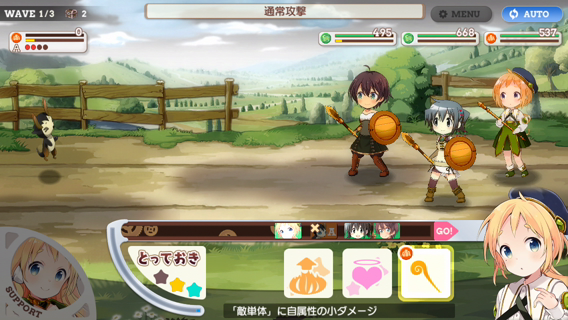 WAVE 1/3
2
通常攻撃
MENU
AUTO
0
A
495
668
537
GO!
とっておき
SUPPORT
「敵単体」に自属性の小ダメージ